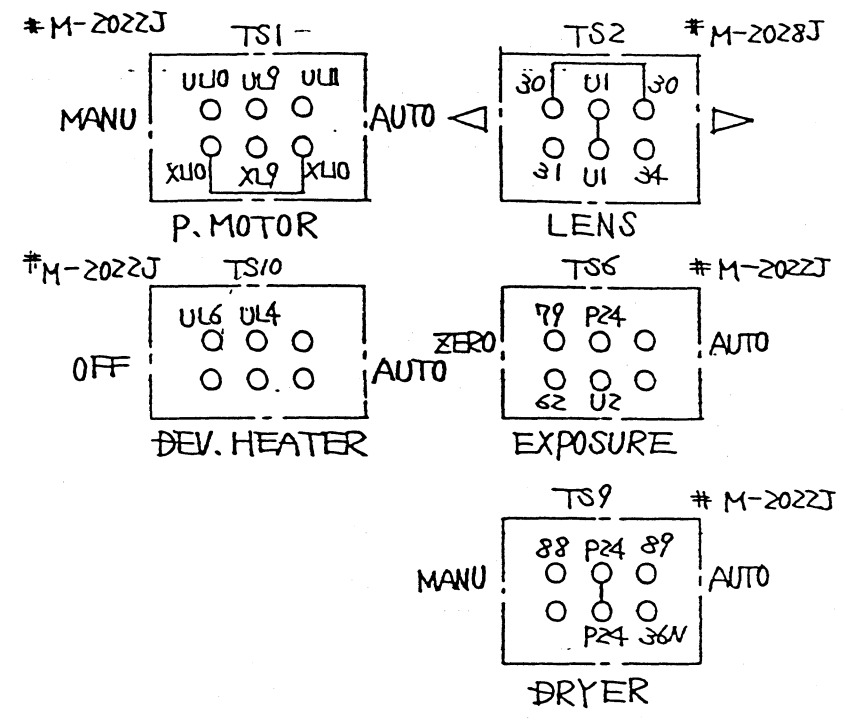 #M-2022J
TS1
UL10 UL9 UL11
MANU AUTO
XL10 XL9 XL10
P. MOTOR
TS2 #M-2028J
30 U1 30
31 U1 34
LENS
#M-2022J TS10
UL6 UL4
OFF AUTO
DEV. HEATER
TS6 #M-2022J
79 P24
ZERO AUTO
62 U2
EXPOSURE
TS9 #M-2022J
88 P24 89
MANU AUTO
P24 36N
DRYER